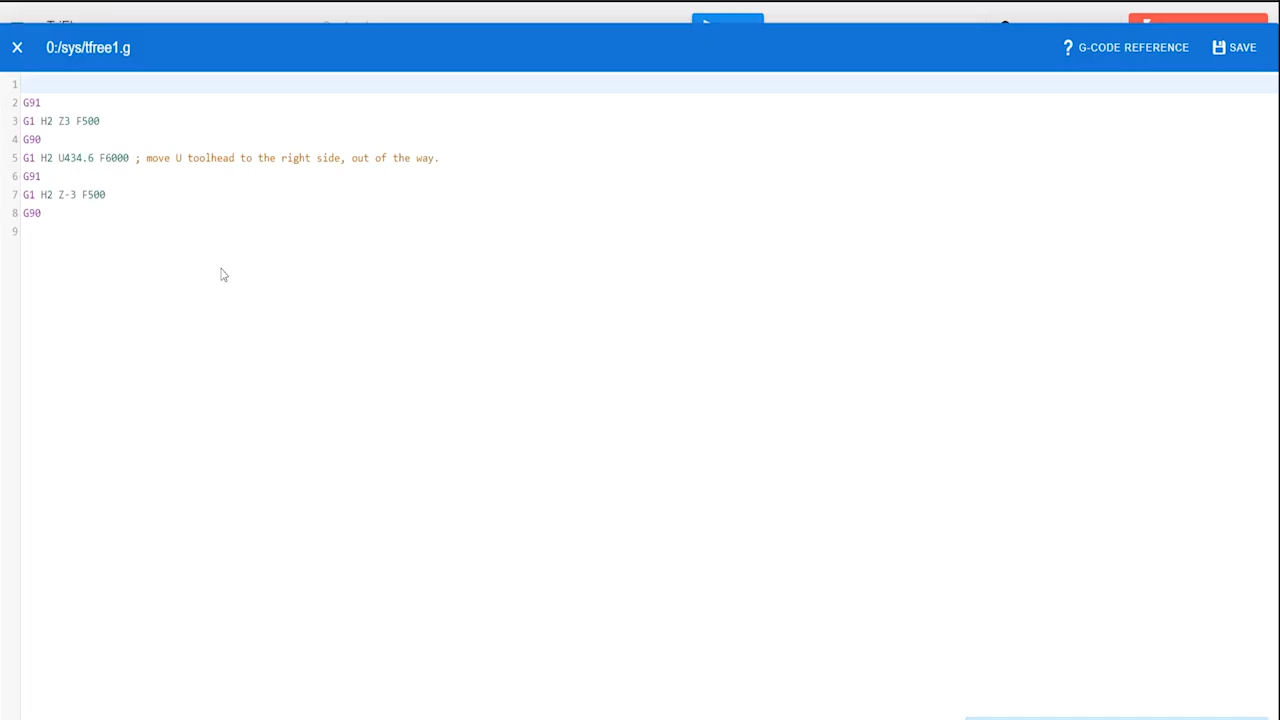 0:/sys/tfree1.g
? G-CODE REFERENCE
SAVE
1
2 G91
3 G1 H2 Z3 F500
4 G90
5 G1 H2 U434.6 F6000 ; move U toolhead to the right side, out of the way.
6 G91
7 G1 H2 Z-3 F500
8 G90
9